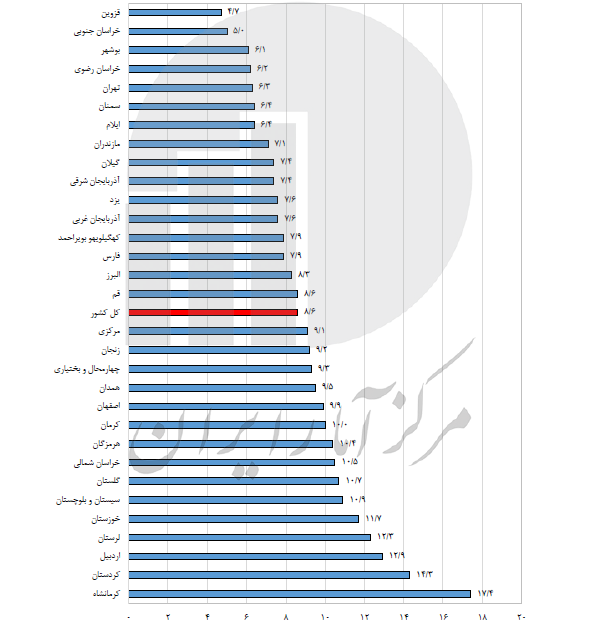 قزوین ۴/۷
خراسان جنوبی ۵/۰
بوشهر ۶/۱
خراسان رضوی ۶/۲
تهران ۶/۳
سمنان ۶/۴
ایلام ۶/۴
مازندران ۷/۱
گیلان ۷/۴
آذربایجان شرقی ۷/۴
یزد ۷/۶
آذربایجان غربی ۷/۶
کهگیلویهو بویراحمد ۷/۹
فارس ۷/۹
البرز ۸/۳
قم ۸/۶
کل کشور ۸/۶
مرکزی ۹/۱
زنجان ۹/۲
چهارمحال و بختیاری ۹/۳
همدان ۹/۵
اصفهان ۹/۹
کرمان ۱۰/۰
هرمزگان ۱۰/۴
خراسان شمالی ۱۰/۵
گلستان ۱۰/۷
سیستان و بلوچستان ۱۰/۹
خوزستان ۱۱/۷
لرستان ۱۲/۳
اردبیل ۱۲/۹
کردستان ۱۴/۳
کرمانشاه ۱۷/۴
۰ ۲ ۴ ۶ ۸ ۱۰ ۱۲ ۱۴ ۱۶ ۱۸ ۲۰
مرکز آمار ایران